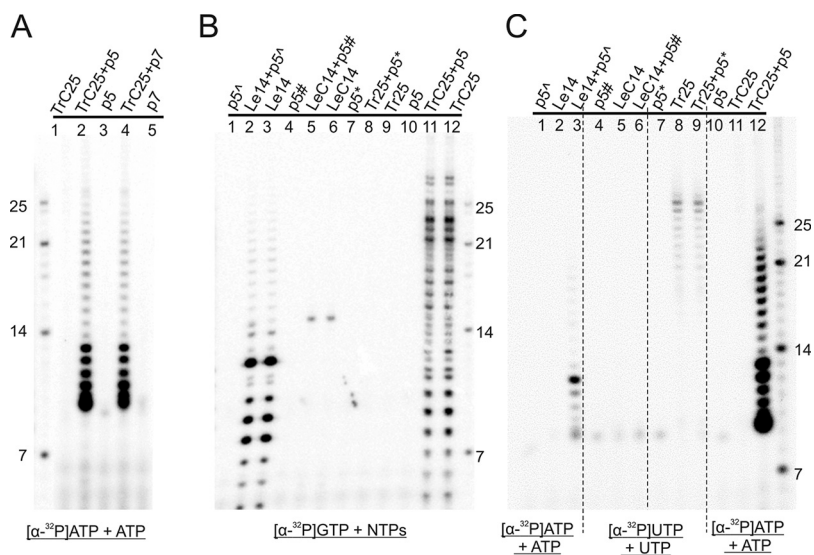 A
B
C
TrC25
TrC25+p5
p5
TrC25+p7
p7
1 2 3 4 5
25
21
14
7
[α-³²P]ATP + ATP
p5^
Le14+p5^
Le14
p5#
LeC14+p5#
LeC14
p5*
Tr25+p5*
Tr25
p5
TrC25+p5
TrC25
1 2 3 4 5 6 7 8 9 10 11 12
25
21
14
7
[α-³²P]GTP + NTPs
p5^
Le14
Le14+p5^
p5#
LeC14
LeC14+p5#
p5*
Tr25
Tr25+p5*
p5
TrC25
TrC25+p5
1 2 3 4 5 6 7 8 9 10 11 12
25
21
14
7
[α-³²P]ATP
+ ATP
[α-³²P]UTP
+ UTP
[α-³²P]ATP
+ ATP